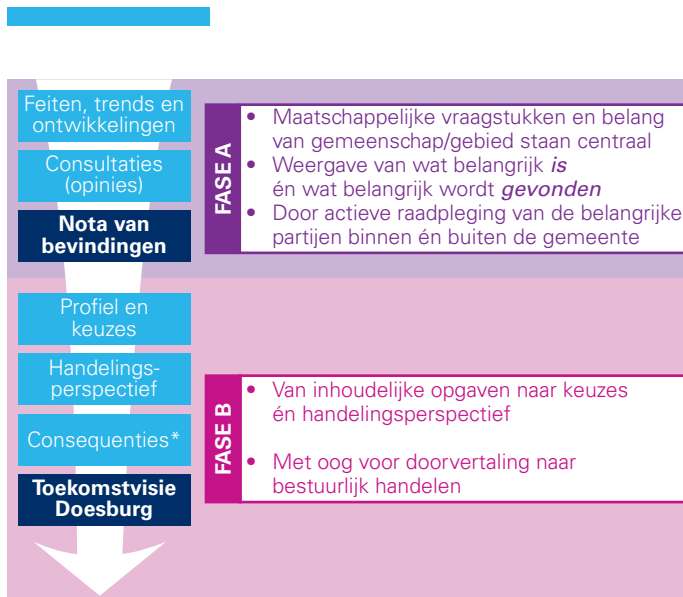 Feiten, trends en
ontwikkelingen
Consultaties
(opinies)
Nota van
bevindingen
FASE A
• Maatschappelijke vraagstukken en belang
van gemeenschap/gebied staan centraal
• Weergave van wat belangrijk is
én wat belangrijk wordt gevonden
• Door actieve raadpleging van de belangrijke
partijen binnen én buiten de gemeente
Profiel en
keuzes
Handelings-
perspectief
Consequenties*
Toekomstvisie
Doesburg
FASE B
• Van inhoudelijke opgaven naar keuzes
én handelingsperspectief
• Met oog voor doorvertaling naar
bestuurlijk handelen